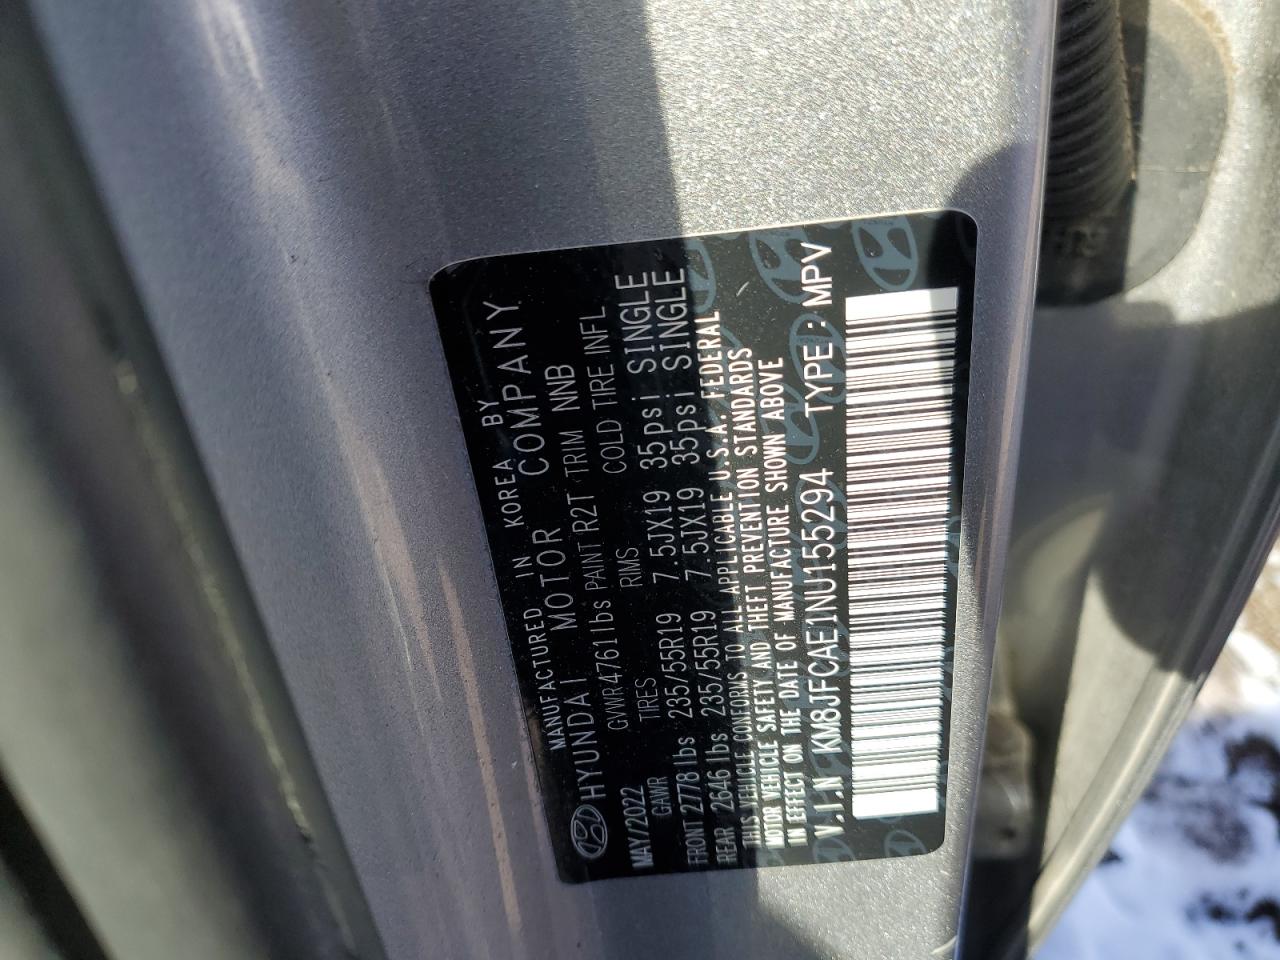 MANUFACTURED IN KOREA BY
HYUNDAI MOTOR COMPANY
MAY/2022 GVWR 4761 lbs PAINT R2T TRIM NNB
GAWR TIRES RIMS COLD TIRE INFL
FRONT 2778 lbs 235/55R19 7.5JX19 35psi SINGLE
REAR 2646 lbs 235/55R19 7.5JX19 35psi SINGLE
THIS VEHICLE CONFORMS TO ALL APPLICABLE U.S.A. FEDERAL
MOTOR VEHICLE SAFETY AND THEFT PREVENTION STANDARDS
IN EFFECT ON THE DATE OF MANUFACTURE SHOWN ABOVE
V.I.N KM8JFCAE1NU155294 TYPE : MPV